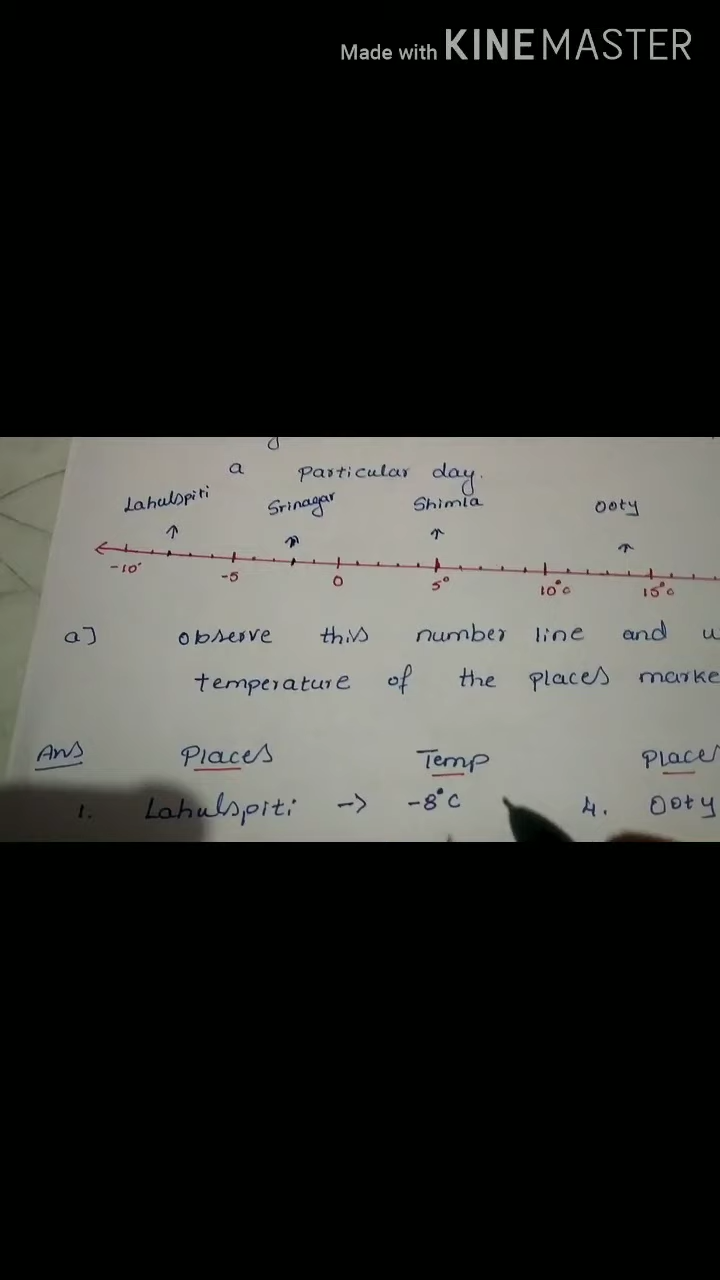 Made with KINEMASTER
a particular day.
Lahulspiti Srinagar Shimla Ooty
-10° -5 0 5° 10°c 15°c
a] observe this number line and
temperature of the places marke
Ans Places Temp Place
1. Lahulspiti -> -8°C 4. Ooty